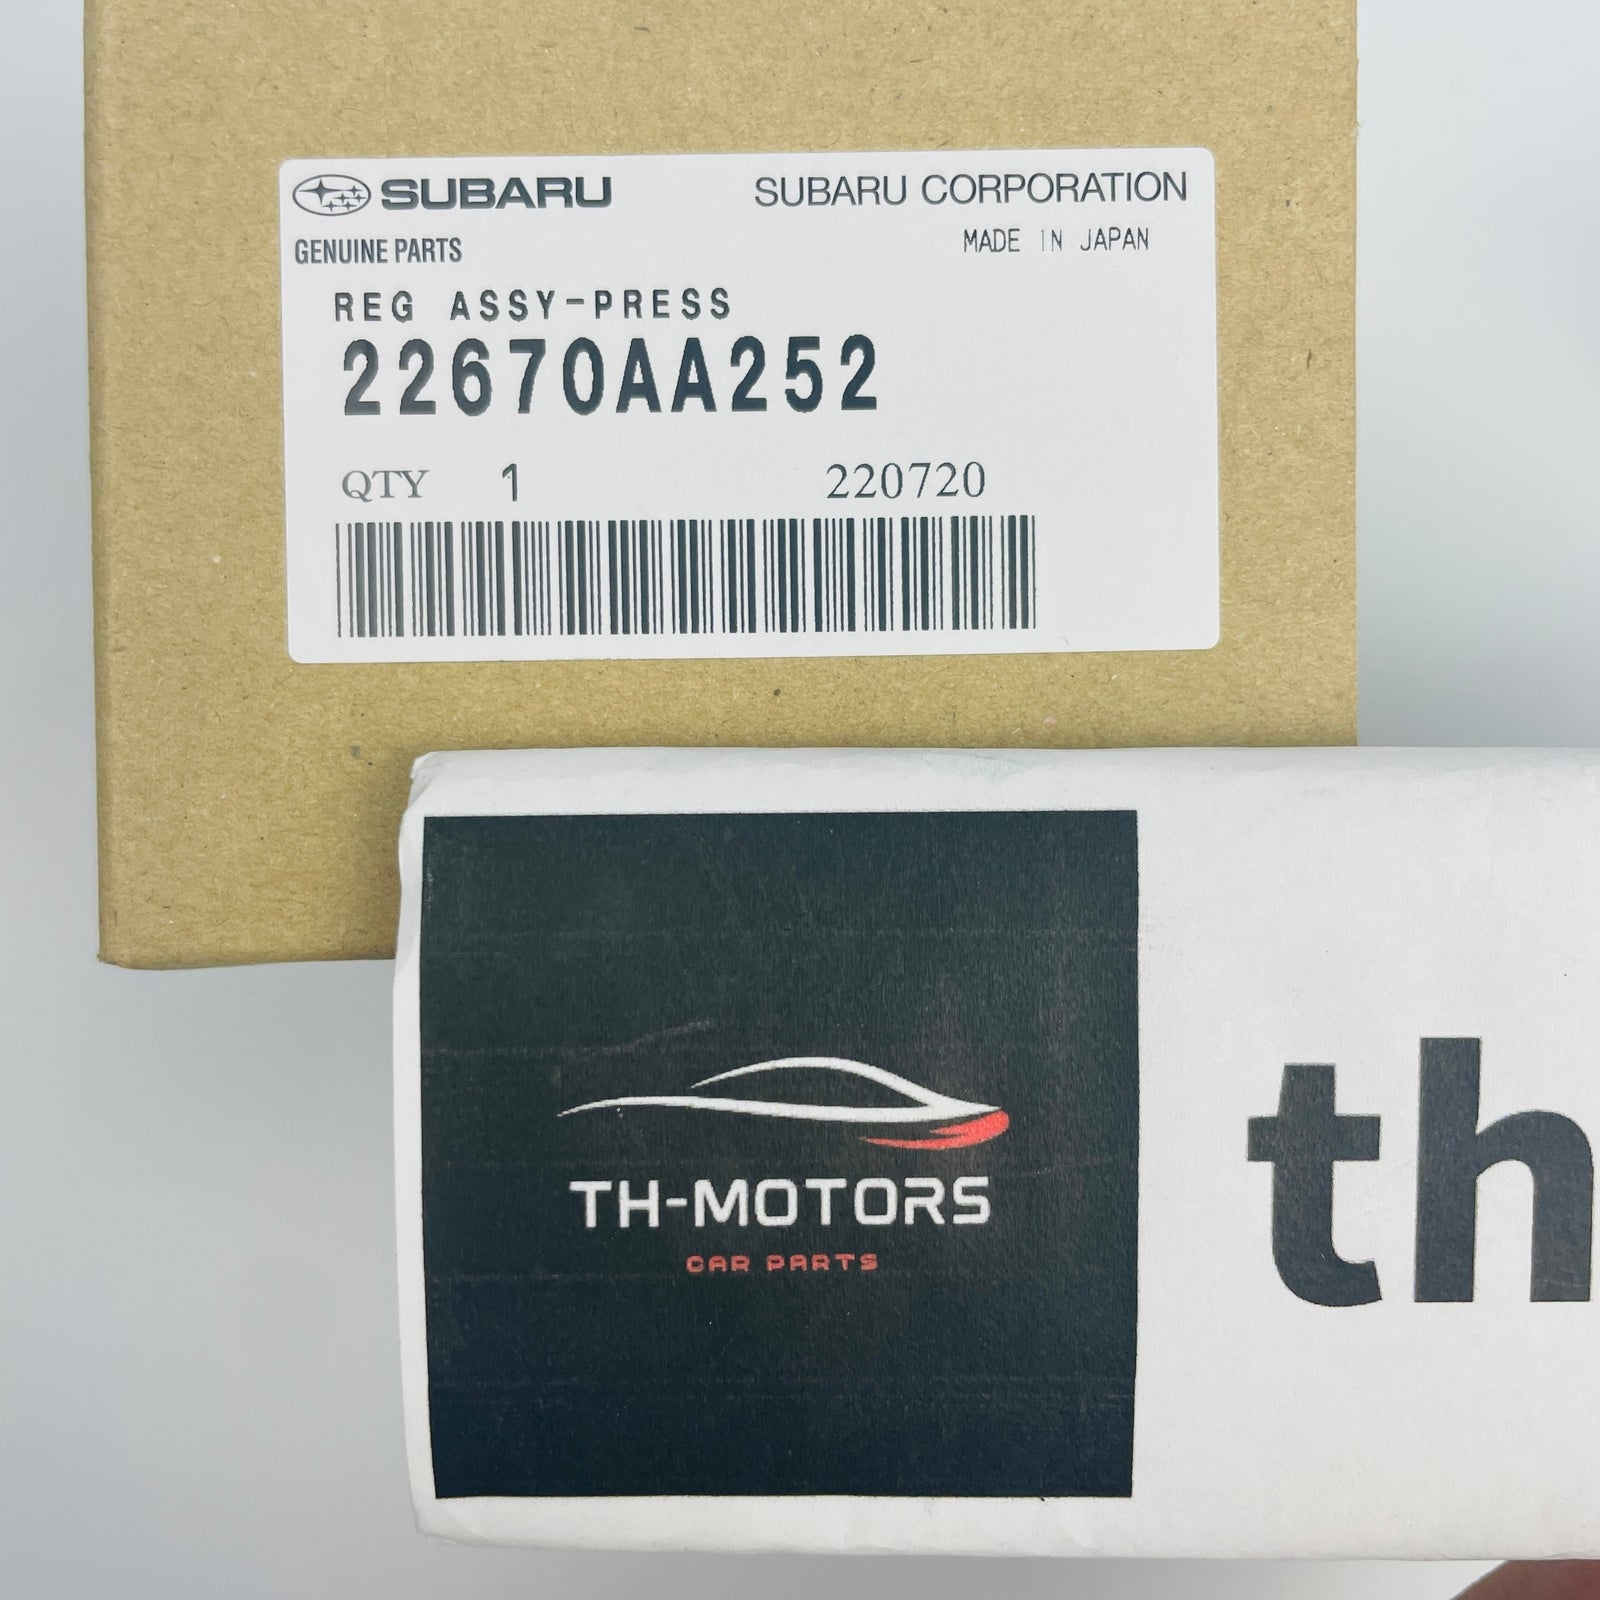 SUBARU SUBARU CORPORATION
GENUINE PARTS MADE IN JAPAN
REG ASSY-PRESS
22670AA252
QTY 1 220720
TH-MOTORS
CAR PARTS
th